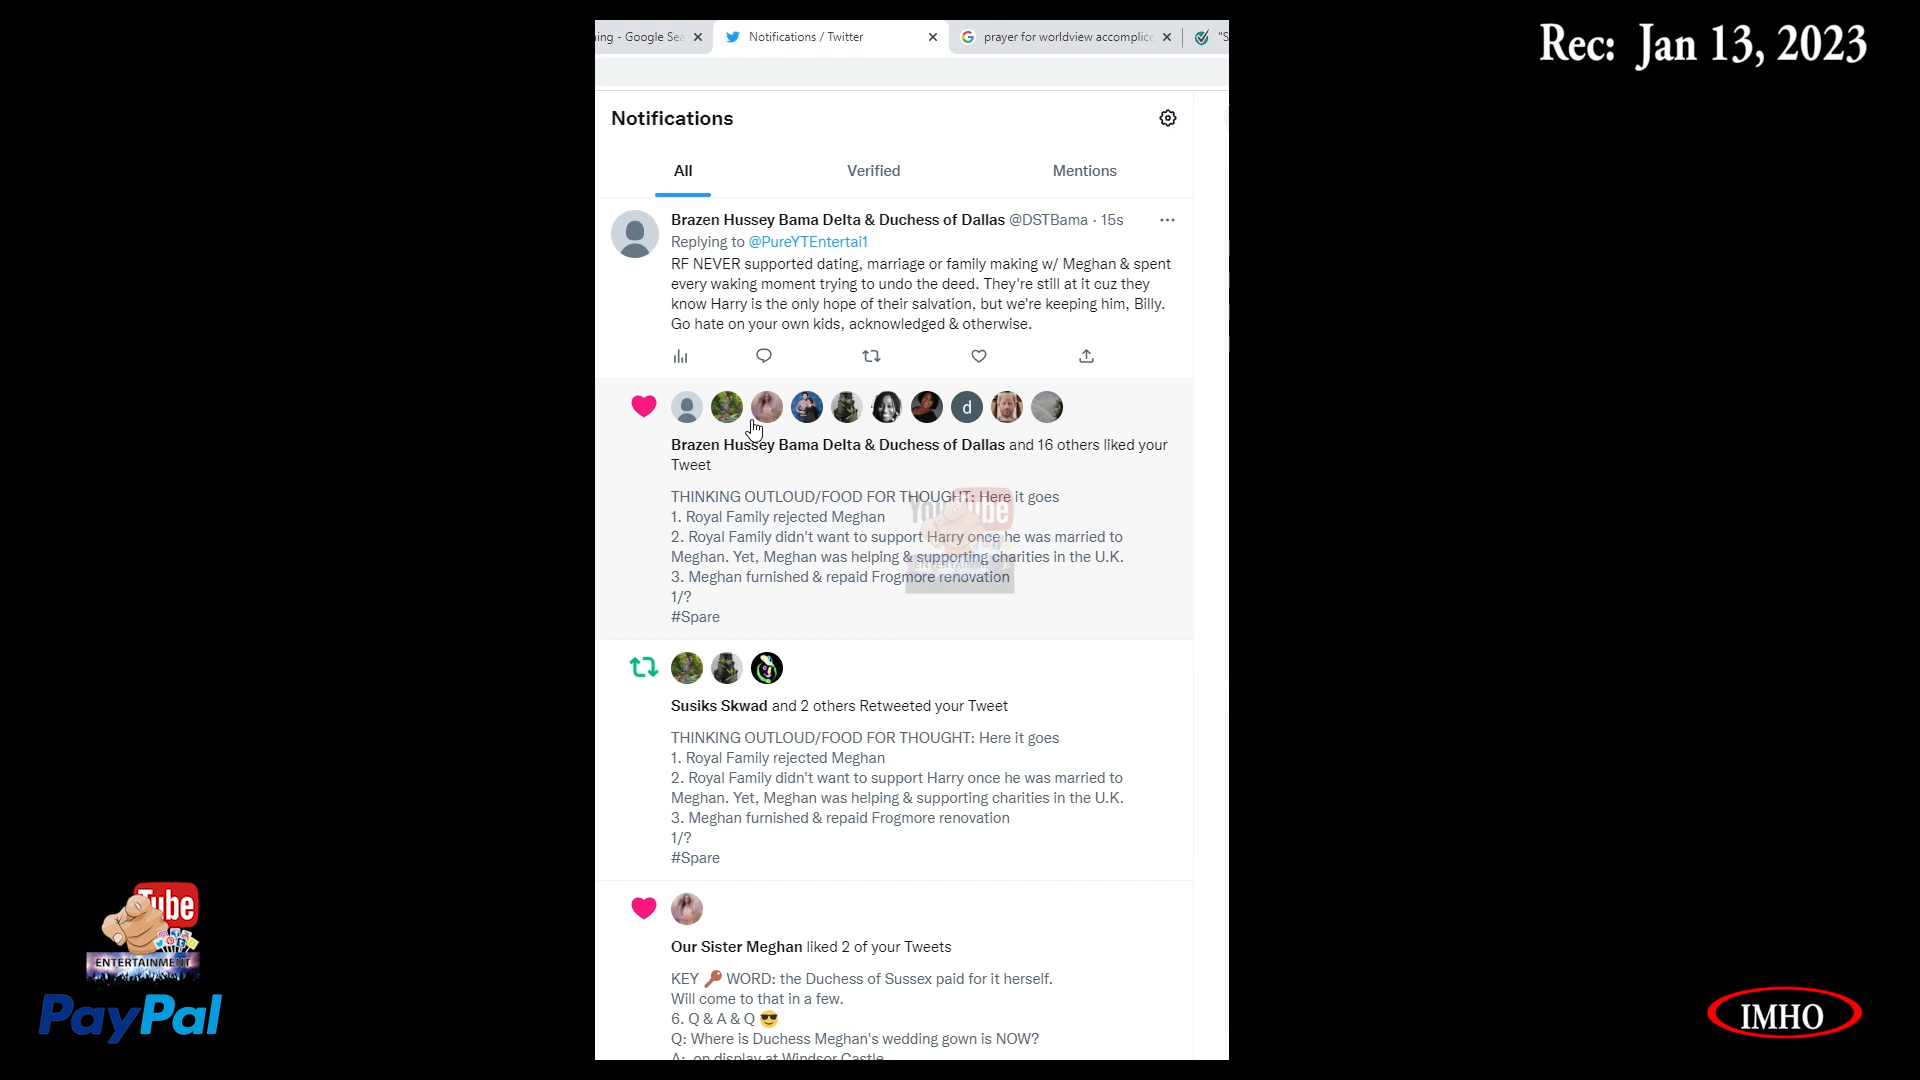 ing - Google Sea
Notifications / Twitter
prayer for worldview accomplice
"S
Rec: Jan 13, 2023
Notifications
All
Verified
Mentions
Brazen Hussey Bama Delta & Duchess of Dallas @DSTBama · 15s
Replying to @PureYTEntertai1
RF NEVER supported dating, marriage or family making w/ Meghan & spent
every waking moment trying to undo the deed. They're still at it cuz they
know Harry is the only hope of their salvation, but we're keeping him, Billy.
Go hate on your own kids, acknowledged & otherwise.
d
Brazen Hussey Bama Delta & Duchess of Dallas and 16 others liked your
Tweet
THINKING OUTLOUD/FOOD FOR THOUGHT: Here it goes
1. Royal Family rejected Meghan
2. Royal Family didn't want to support Harry once he was married to
Meghan. Yet, Meghan was helping & supporting charities in the U.K.
3. Meghan furnished & repaid Frogmore renovation
1/?
#Spare
Susiks Skwad and 2 others Retweeted your Tweet
THINKING OUTLOUD/FOOD FOR THOUGHT: Here it goes
1. Royal Family rejected Meghan
2. Royal Family didn't want to support Harry once he was married to
Meghan. Yet, Meghan was helping & supporting charities in the U.K.
3. Meghan furnished & repaid Frogmore renovation
1/?
#Spare
Our Sister Meghan liked 2 of your Tweets
KEY 🔑 WORD: the Duchess of Sussex paid for it herself.
Will come to that in a few.
6. Q & A & Q 😎
Q: Where is Duchess Meghan's wedding gown is NOW?
A: on display at Windsor Castle
Tube
ENTERTAINMENT
PayPal
IMHO